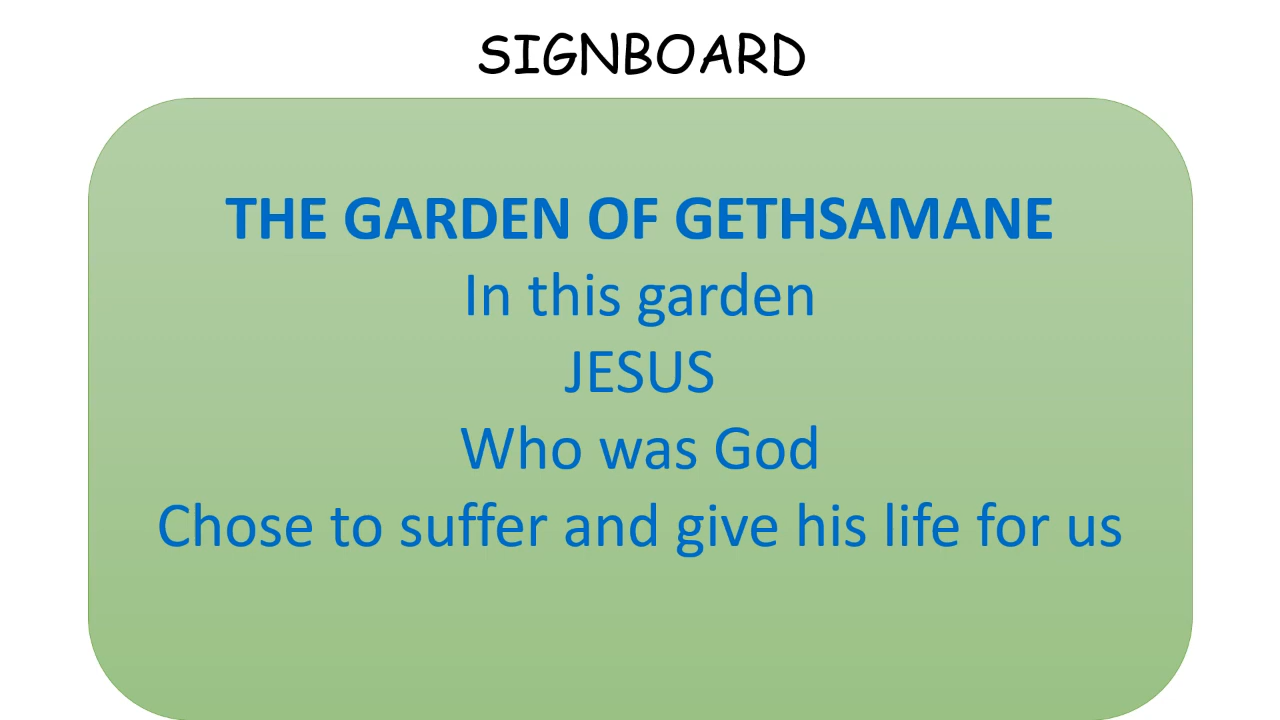 SIGNBOARD
THE GARDEN OF GETHSAMANE
In this garden
JESUS
Who was God
Chose to suffer and give his life for us